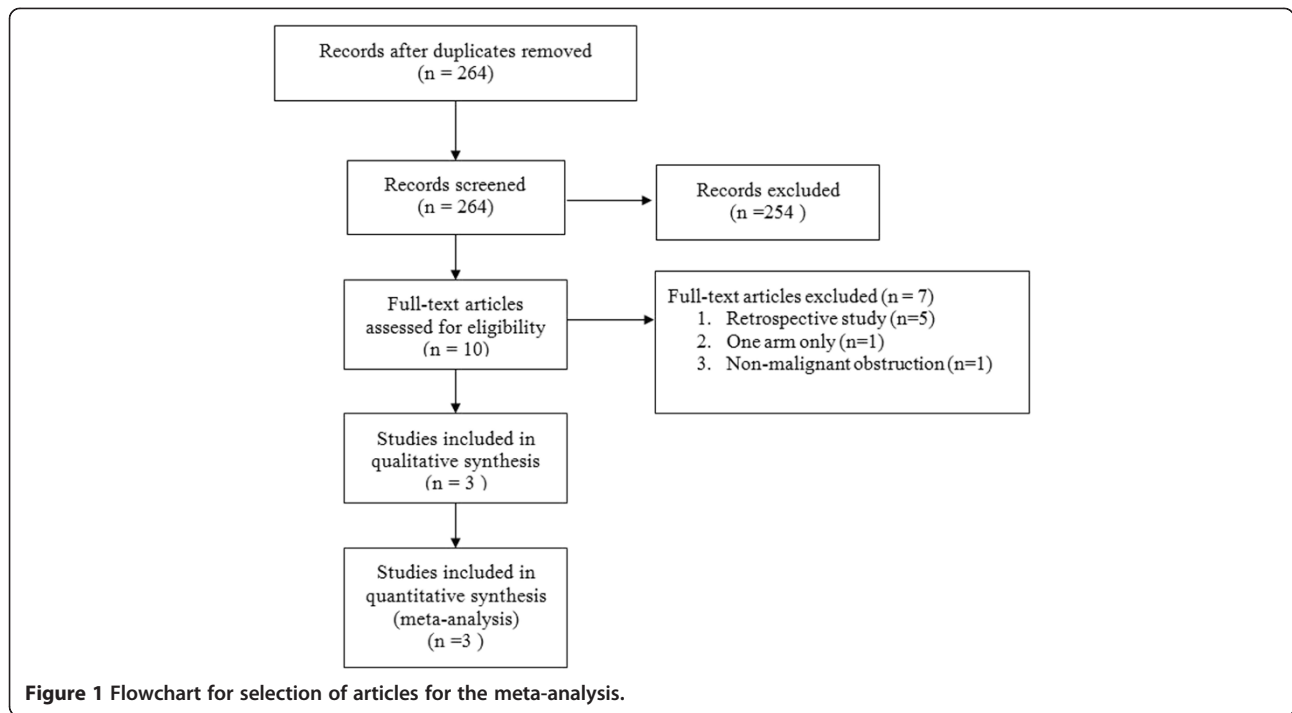 Records after duplicates removed
(n = 264)
Records screened
(n = 264)
Records excluded
(n =254 )
Full-text articles
assessed for eligibility
(n = 10)
Full-text articles excluded (n = 7)
1. Retrospective study (n=5)
2. One arm only (n=1)
3. Non-malignant obstruction (n=1)
Studies included in
qualitative synthesis
(n = 3 )
Studies included in
quantitative synthesis
(meta-analysis)
(n =3 )
Figure 1 Flowchart for selection of articles for the meta-analysis.